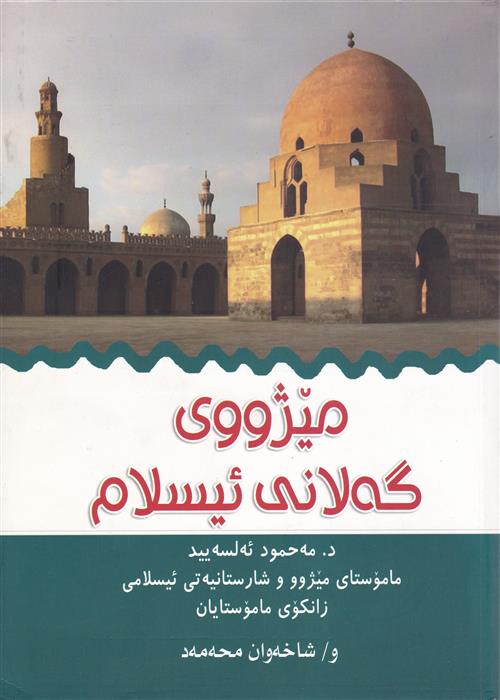 مێژووی
گەلانی ئیسلام
د. مەحمود ئەلسەیید
مامۆستای مێژوو و شارستانیەتی ئیسلامی
زانکۆی مامۆستایان
و/ شاخەوان محەمەد